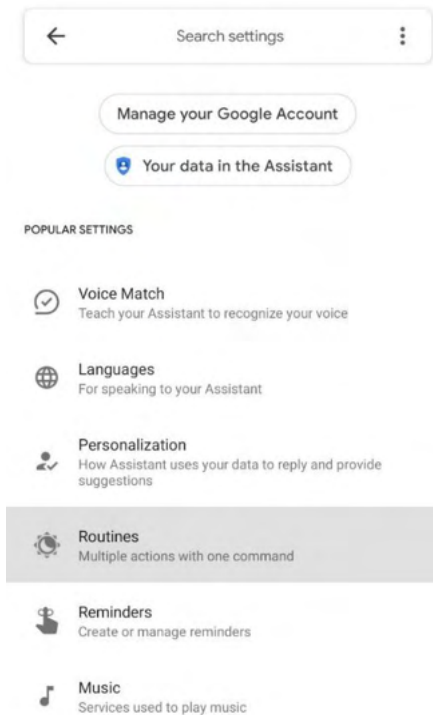 Search settings
Manage your Google Account
Your data in the Assistant
POPULAR SETTINGS
Voice Match
Teach your Assistant to recognize your voice
Languages
For speaking to your Assistant
Personalization
How Assistant uses your data to reply and provide
suggestions
Routines
Multiple actions with one command
Reminders
Create or manage reminders
Music
Services used to play music